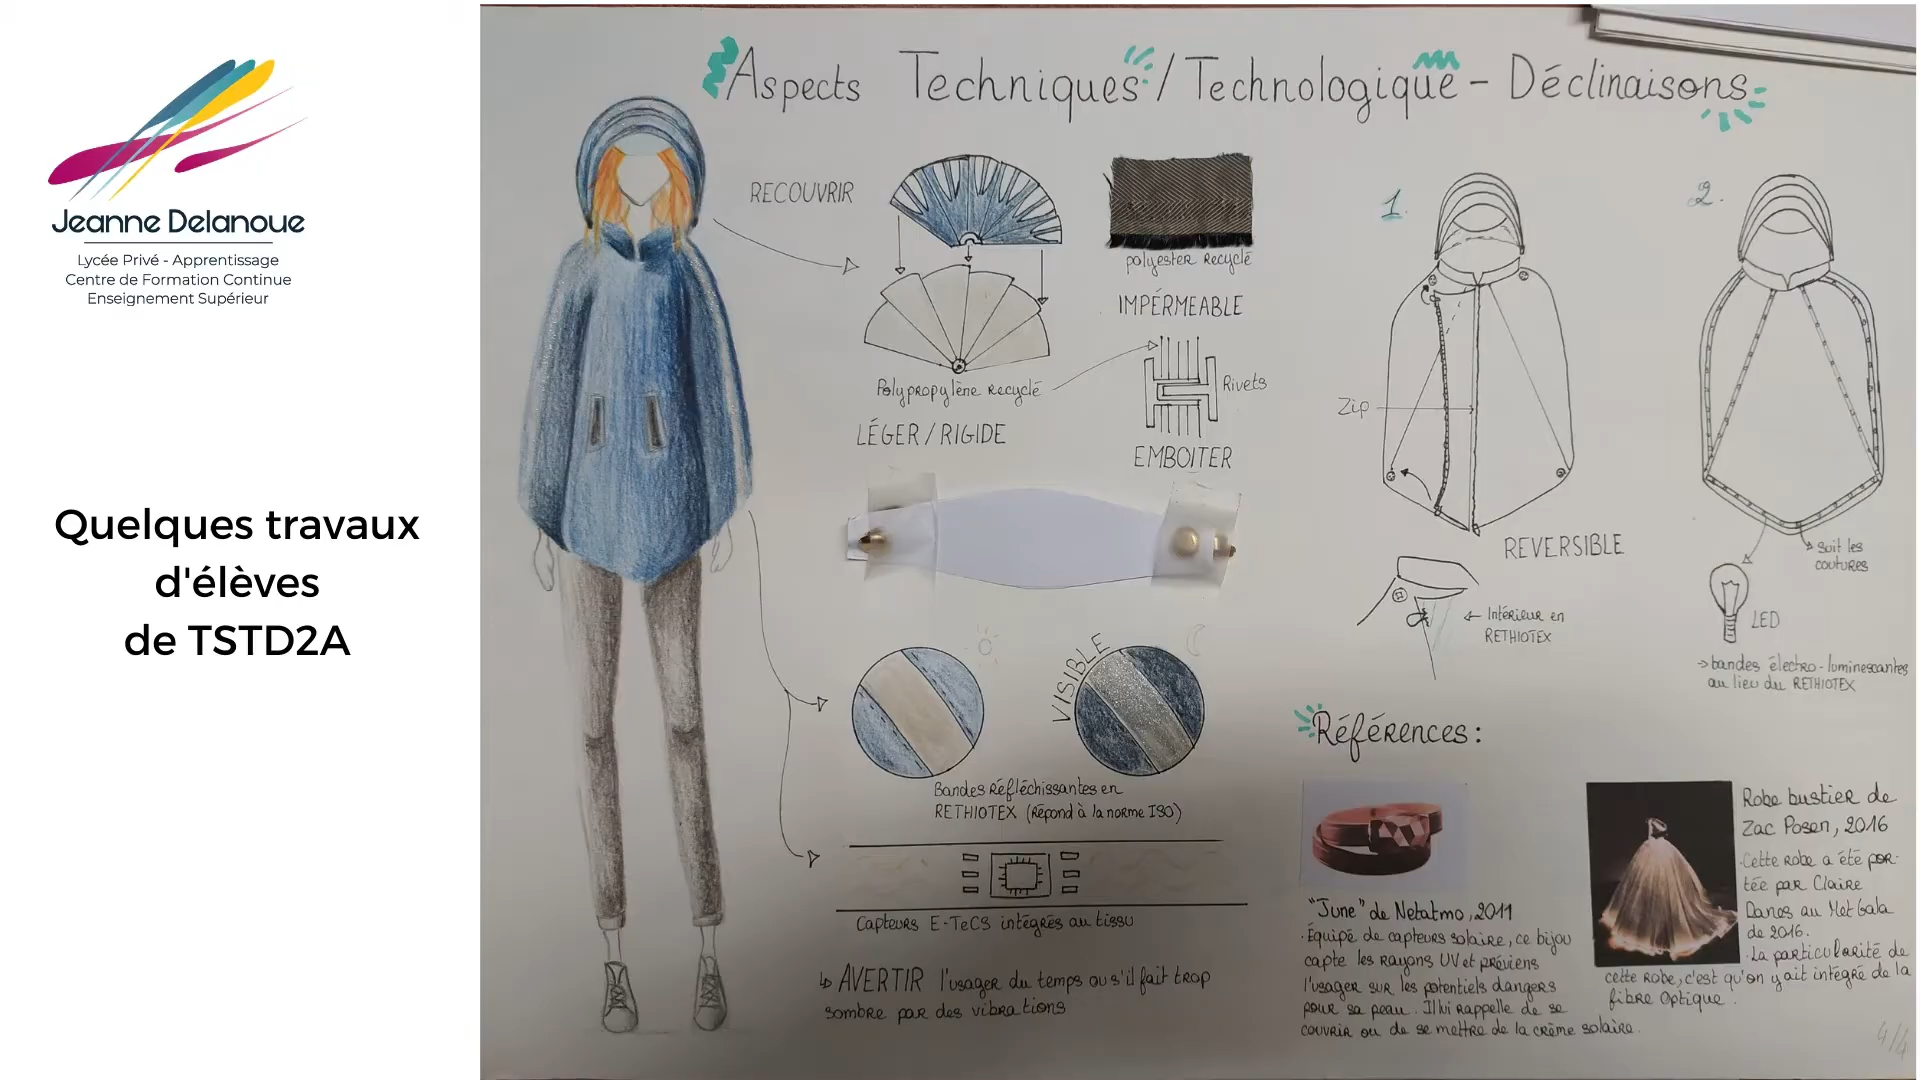 Jeanne Delanoue
Lycée Privé - Apprentissage
Centre de Formation Continue
Enseignement Supérieur
Quelques travaux
d'élèves
de TSTD2A
Aspects Techniques / Technologique - Déclinaisons
RECOUVRIR
polyester recyclé
IMPÉRMEABLE
Polypropylène recyclé
LÉGER / RIGIDE
Rivets
EMBOITER
VISIBLE
Bandes Réfléchissantes en
RETHIOTEX (Répond à la norme ISO)
Capteurs E-TeCS intégrés au tissu
↳ AVERTIR l'usager du temps ou s'il fait trop
sombre par des vibrations
1.
Zip
REVERSIBLE
← Intérieur en
RETHIOTEX
2.
Suit les
coutures
LED
→ bandes électro-luminescantes
au lieu du RETHIOTEX
Références :
"June" de Netatmo, 2011
· Équipé de capteurs solaire, ce bijou
capte les rayons UV et préviens
l'usager sur les potentiels dangers
pour sa peau. Il lui rappelle de se
couvrir ou de se mettre de la crème solaire.
Robe bustier de
Zac Posen, 2016
· Cette robe a été por-
tée par Claire
Danes au Met Gala
de 2016.
· La particularité de
cette robe, c'est qu'on y ait intégré de la
fibre optique.
4/4